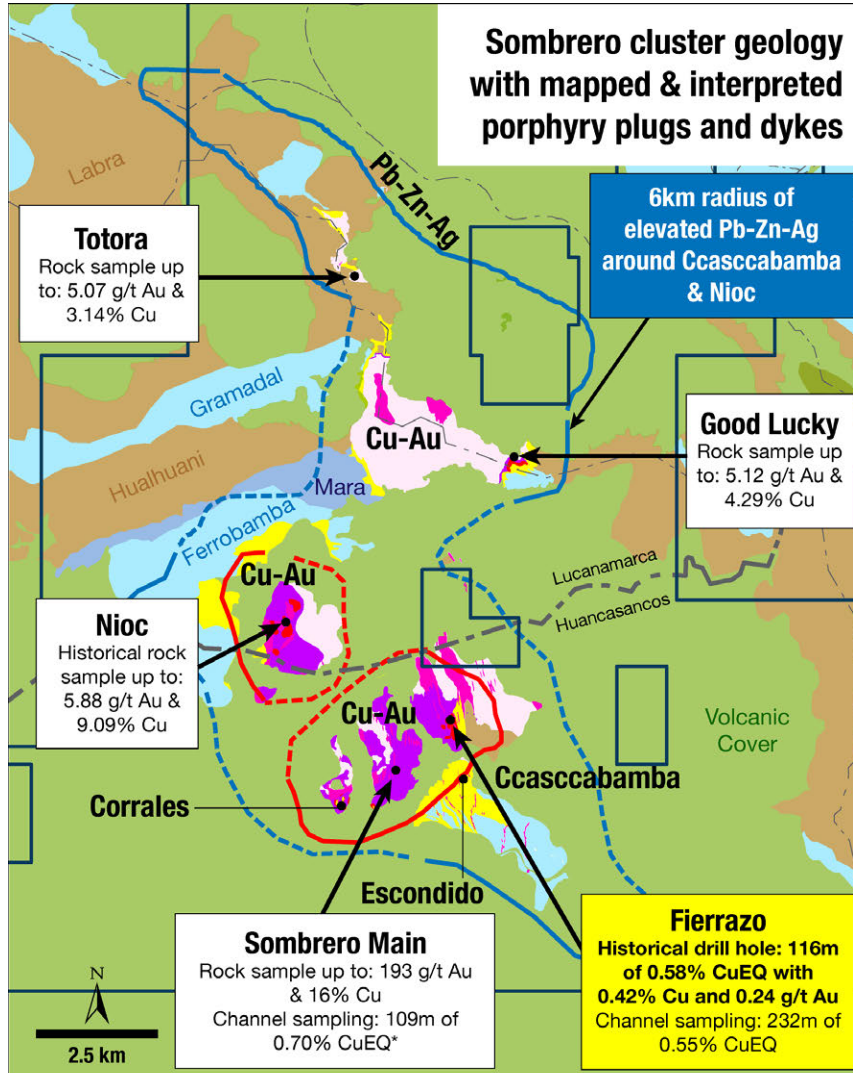 Sombrero cluster geology
with mapped & interpreted
porphyry plugs and dykes
Labra
Pb-Zn-Ag
6km radius of
elevated Pb-Zn-Ag
around Ccasccabamba
& Nioc
Totora
Rock sample up
to: 5.07 g/t Au &
3.14% Cu
Gramadal
Good Lucky
Rock sample up
to: 5.12 g/t Au &
4.29% Cu
Cu-Au
Hualhuani
Mara
Ferrobamba
Lucanamarca
Huancasancos
Cu-Au
Nioc
Historical rock
sample up to:
5.88 g/t Au &
9.09% Cu
Cu-Au
Volcanic
Cover
Ccasccabamba
Corrales
Escondido
Sombrero Main
Rock sample up to: 193 g/t Au
& 16% Cu
Channel sampling: 109m of
0.70% CuEQ*
Fierrazo
Historical drill hole: 116m
of 0.58% CuEQ with
0.42% Cu and 0.24 g/t Au
Channel sampling: 232m of
0.55% CuEQ
N
2.5 km